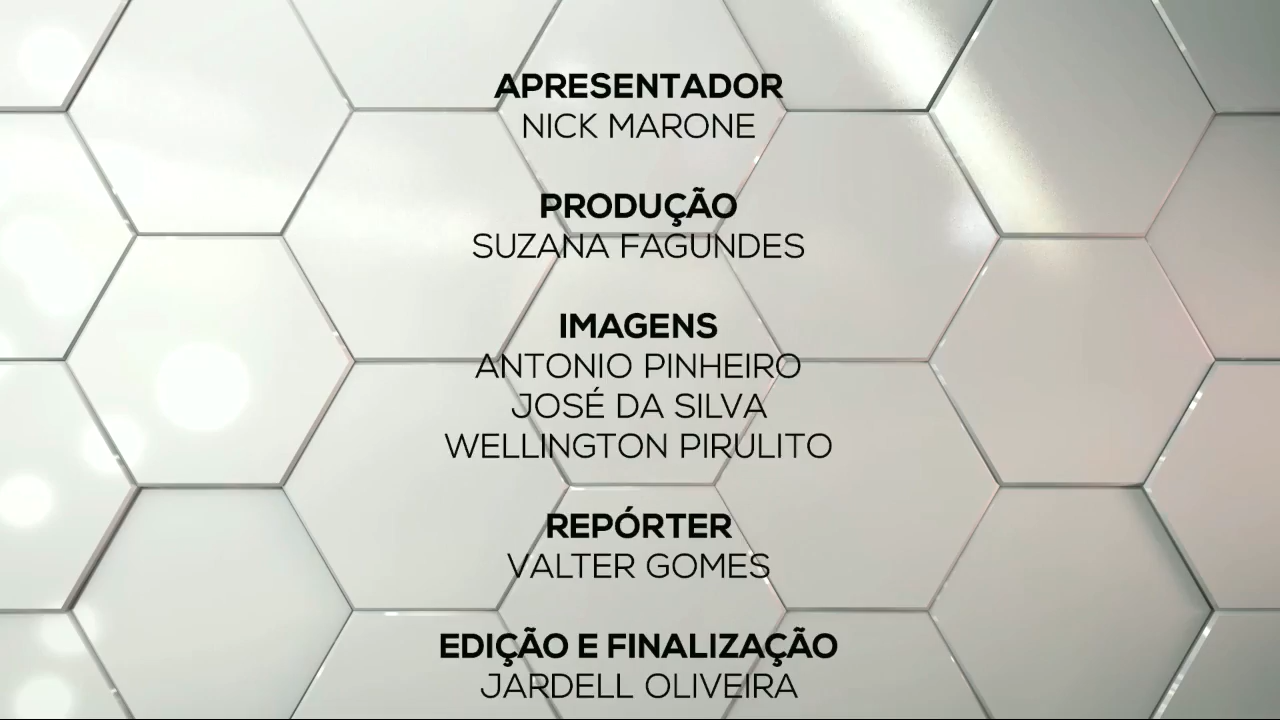 APRESENTADOR
NICK MARONE
PRODUÇÃO
SUZANA FAGUNDES
IMAGENS
ANTONIO PINHEIRO
JOSÉ DA SILVA
WELLINGTON PIRULITO
REPÓRTER
VALTER GOMES
EDIÇÃO E FINALIZAÇÃO
JARDELL OLIVEIRA